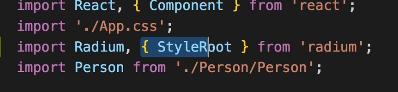 import React, { Component } from 'react';
import './App.css';
import Radium, { StyleRoot } from 'radium';
import Person from './Person/Person';